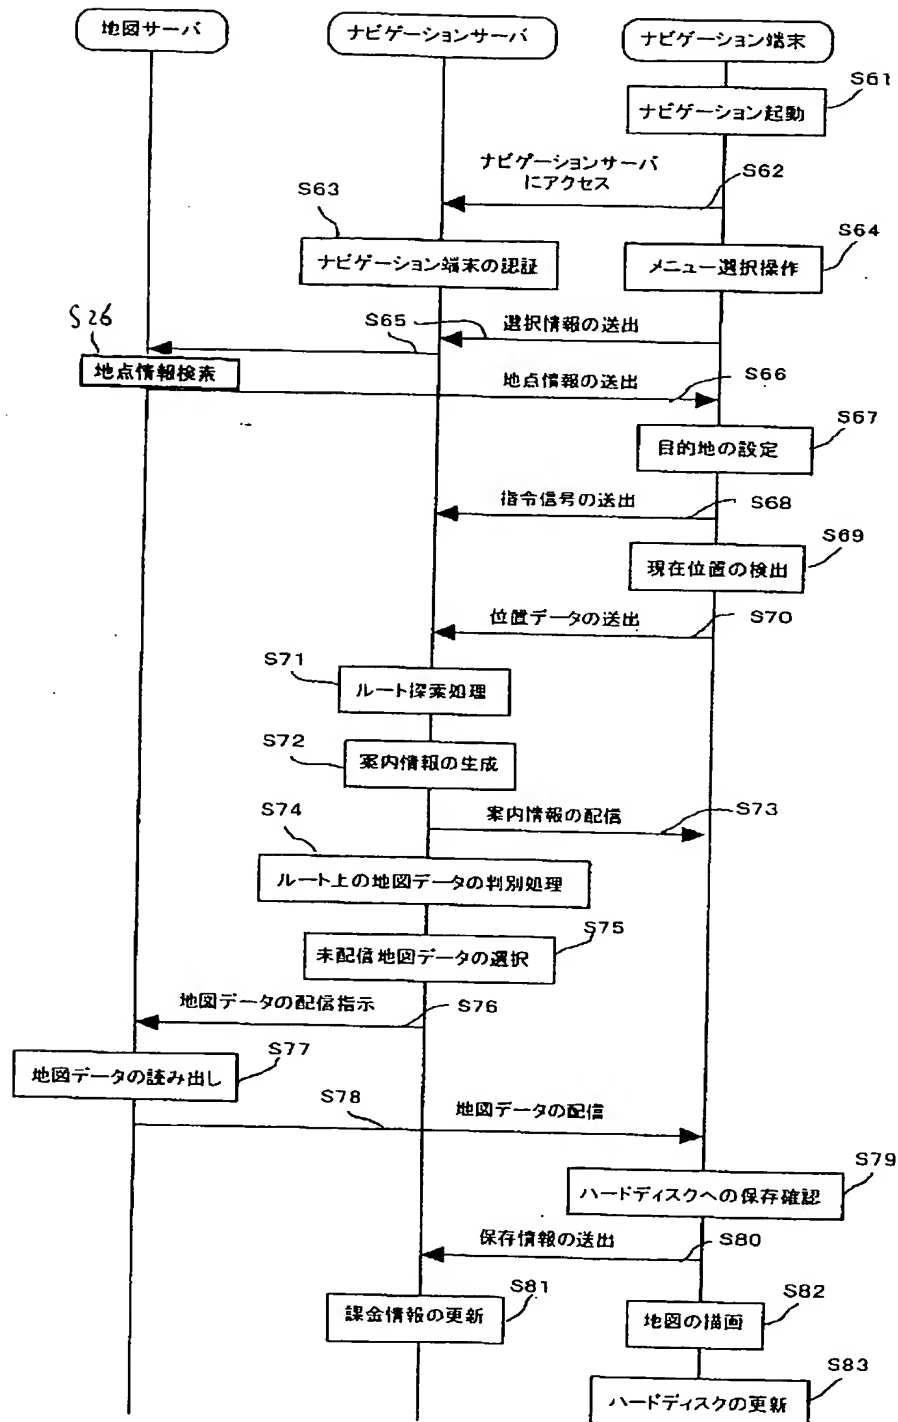 地図サーバ
ナビゲーションサーバ
ナビゲーション端末
S61
ナビゲーション起動
ナビゲーションサーバ
にアクセス
S62
S63
ナビゲーション端末の認証
S64
メニュー選択操作
S65
選択情報の送出
S26
地点情報検索
地点情報の送出
S66
S67
目的地の設定
指令信号の送出
S68
S69
現在位置の検出
位置データの送出
S70
S71
ルート探索処理
S72
案内情報の生成
案内情報の配信
S73
S74
ルート上の地図データの判別処理
S75
未配信地図データの選択
地図データの配信指示
S76
S77
地図データの読み出し
S78
地図データの配信
S79
ハードディスクへの保存確認
保存情報の送出
S80
S81
課金情報の更新
S82
地図の描画
S83
ハードディスクの更新